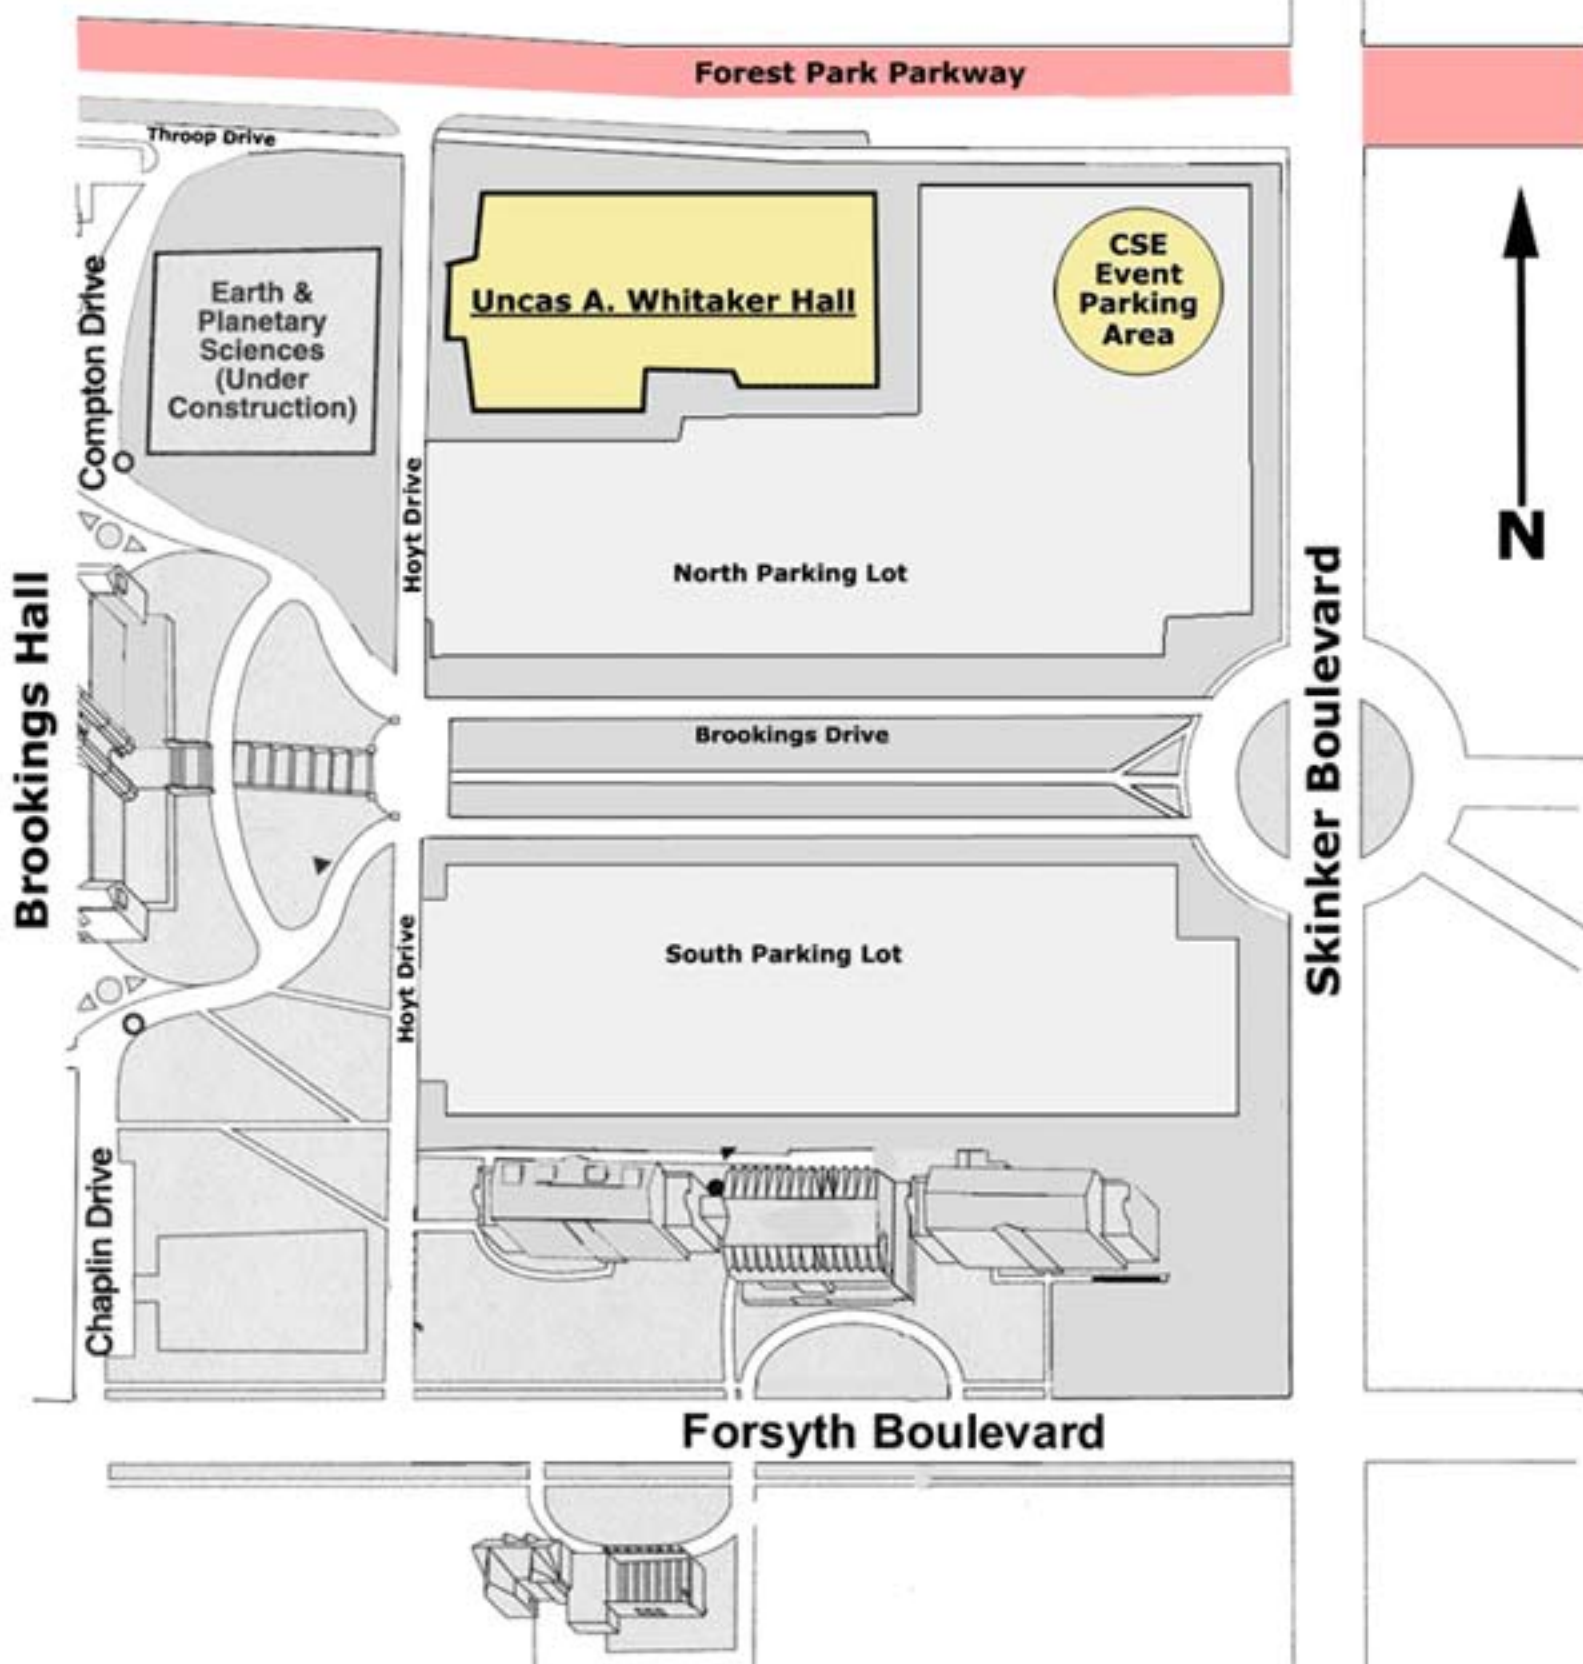 Forest Park Parkway
Throop Drive
CSE
Event
Parking
Area
Uncas A. Whitaker Hall
Earth &
Planetary
Sciences
(Under
Construction)
Compton Drive
Hoyt Drive
N
North Parking Lot
Brookings Hall
Skinker Boulevard
Brookings Drive
South Parking Lot
Hoyt Drive
Chaplin Drive
Forsyth Boulevard